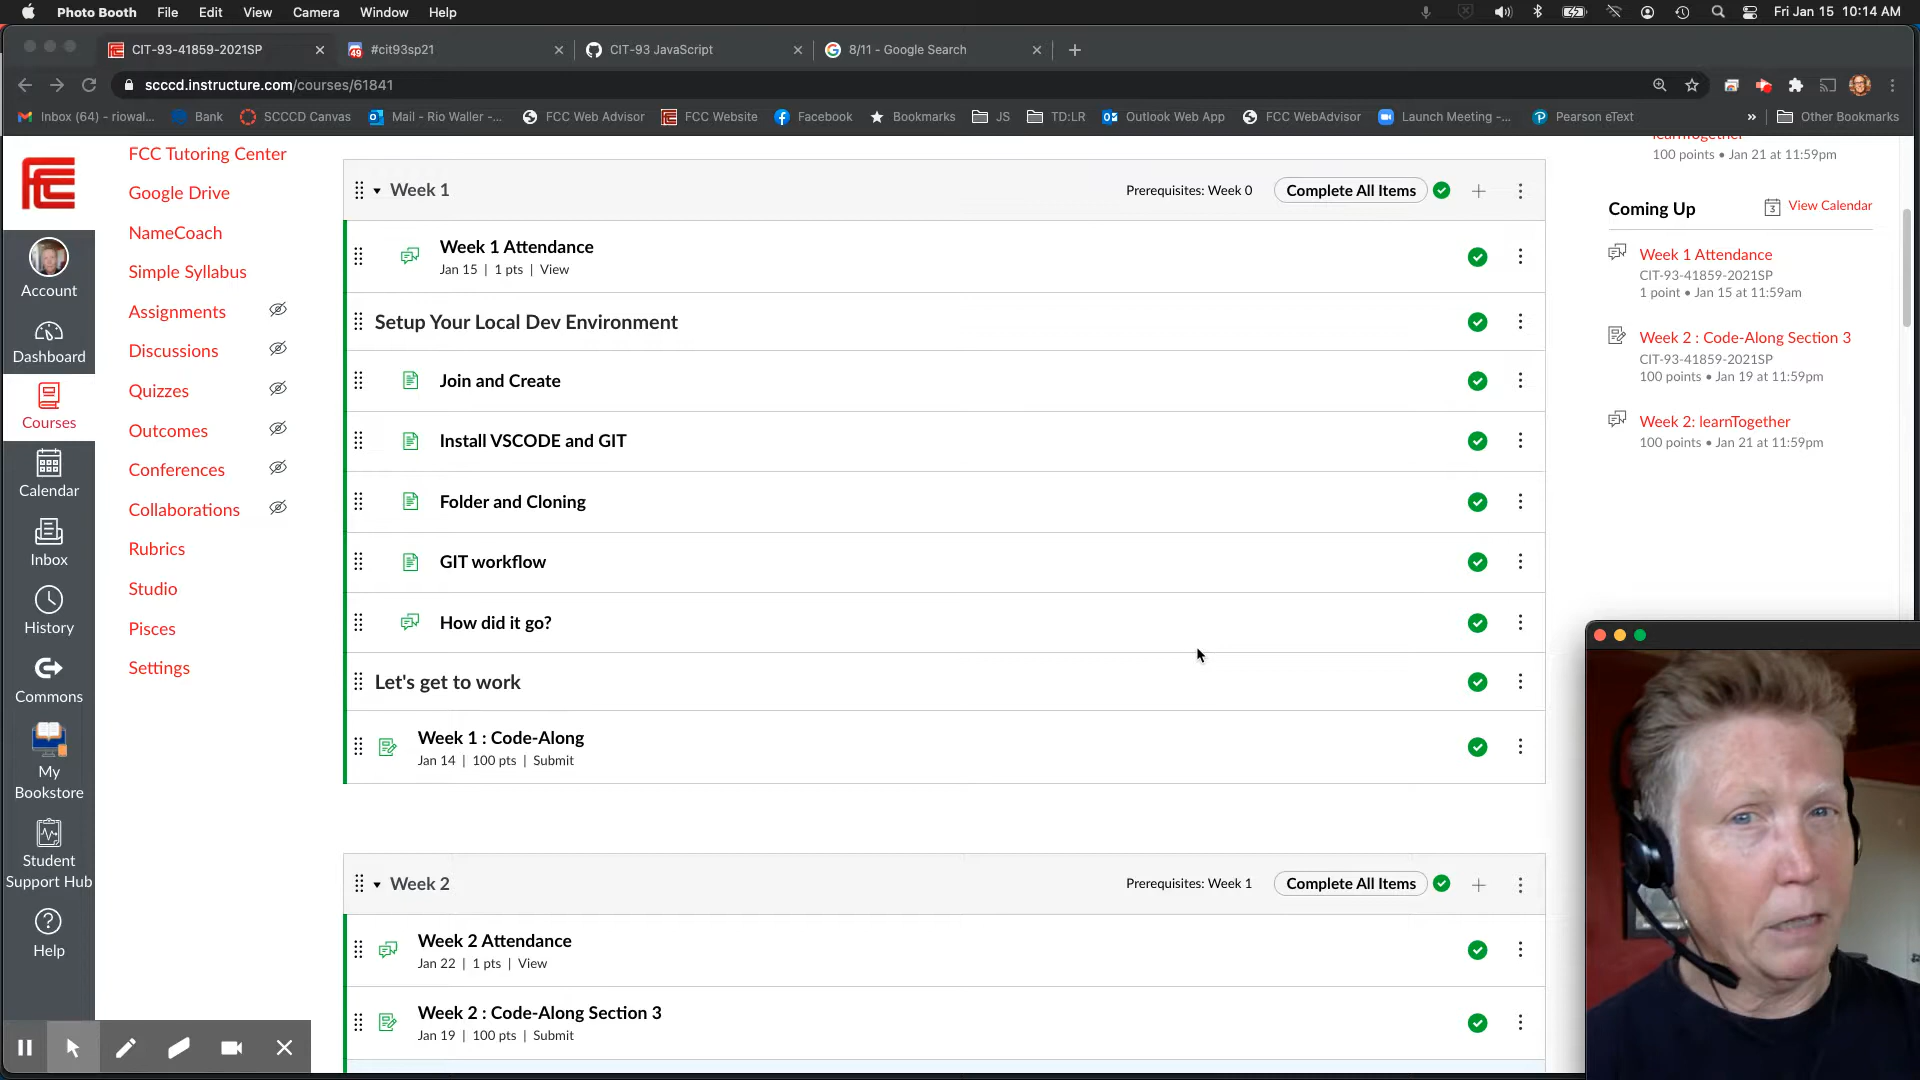 Photo Booth File Edit View Camera Window Help Fri Jan 15 10:14 AM
CIT-93-41859-2021SP #cit93sp21 CIT-93 JavaScript 8/11 - Google Search
scccd.instructure.com/courses/61841
Inbox (64) - riowal... Bank SCCCD Canvas Mail - Rio Waller -... FCC Web Advisor FCC Website Facebook Bookmarks JS TD:LR Outlook Web App FCC WebAdvisor Launch Meeting -... Pearson eText » Other Bookmarks
FCC
Account
Dashboard
Courses
Calendar
Inbox
History
Commons
My
Bookstore
Student
Support Hub
Help
FCC Tutoring Center
Google Drive
NameCoach
Simple Syllabus
Assignments
Discussions
Quizzes
Outcomes
Conferences
Collaborations
Rubrics
Studio
Pisces
Settings
Week 1 Prerequisites: Week 0 Complete All Items
Week 1 Attendance
Jan 15 | 1 pts | View
Setup Your Local Dev Environment
Join and Create
Install VSCODE and GIT
Folder and Cloning
GIT workflow
How did it go?
Let's get to work
Week 1 : Code-Along
Jan 14 | 100 pts | Submit
Week 2 Prerequisites: Week 1 Complete All Items
Week 2 Attendance
Jan 22 | 1 pts | View
Week 2 : Code-Along Section 3
Jan 19 | 100 pts | Submit
learnTogether
100 points • Jan 21 at 11:59pm
Coming Up 3 View Calendar
Week 1 Attendance
CIT-93-41859-2021SP
1 point • Jan 15 at 11:59am
Week 2 : Code-Along Section 3
CIT-93-41859-2021SP
100 points • Jan 19 at 11:59pm
Week 2: learnTogether
100 points • Jan 21 at 11:59pm